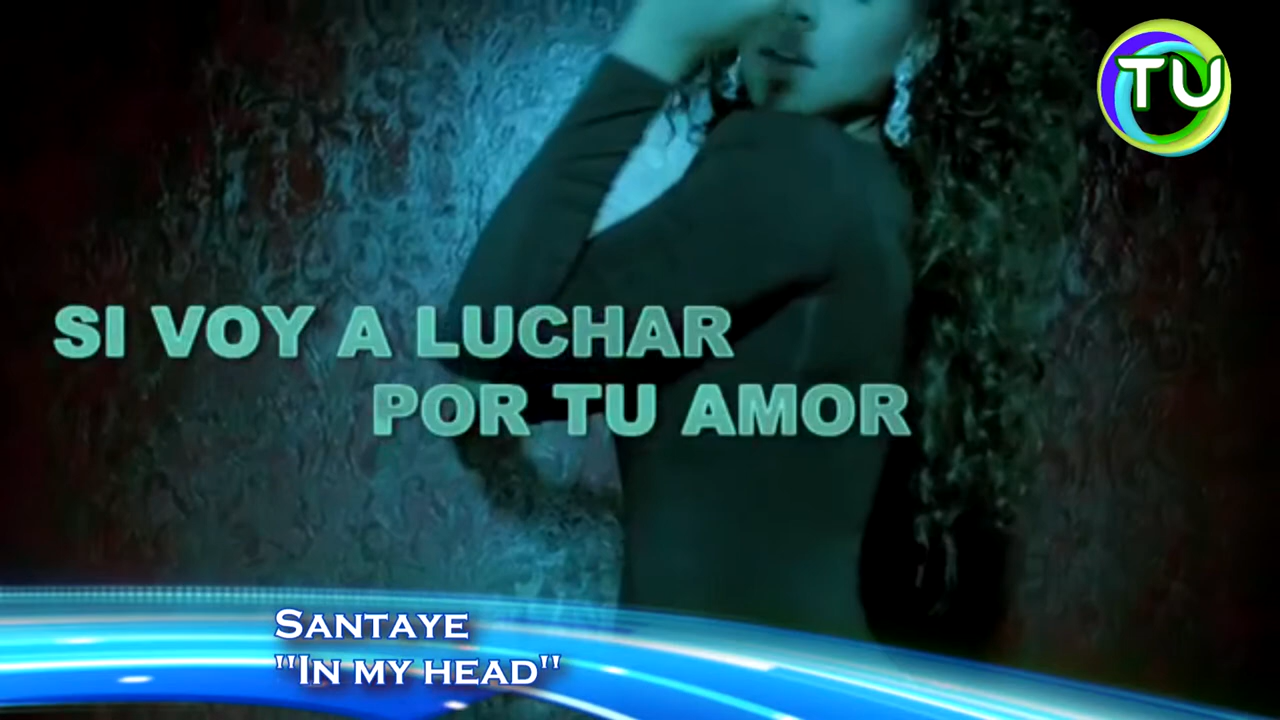 TU
SI VOY A LUCHAR
POR TU AMOR
SANTAYE
"IN MY HEAD"